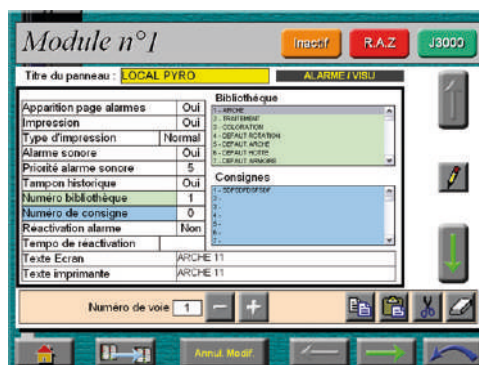 Module n°1
Inactif
R.A.Z
J3000
Titre du panneau : LOCAL PYRO
ALARME / VISU
Apparition page alarmes Oui
Impression Oui
Type d'impression Normal
Alarme sonore Oui
Priorité alarme sonore 5
Tampon historique Oui
Numéro bibliothèque 1
Numéro de consigne 0
Réactivation alarme Non
Tempo de réactivation
Texte Ecran ARCHE 11
Texte imprimante ARCHE 11
Bibliothéque
1 - ARCHE
2 - TRAITEMENT
3 - COLORATION
4 - DEFAUT ROTATION
5 - DEFAUT ARCHE
6 - DEFAUT HOTTE
7 - DEFAUT ARMOIRE
Consignes
2 -
3 -
4 -
5 -
6 -
7 -
Numéro de voie 1
Annul. Modif.